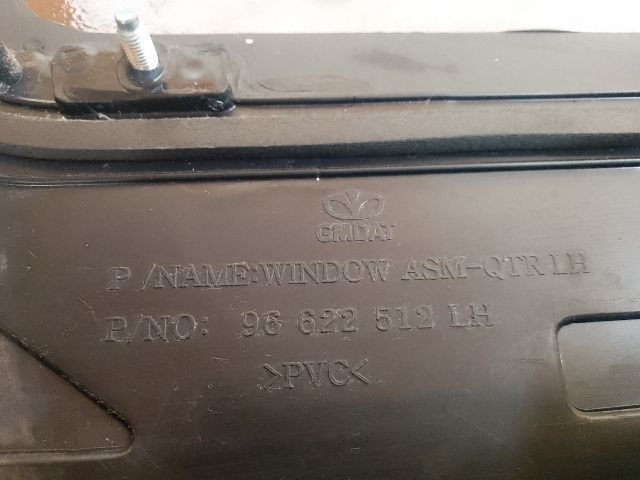 GMDAT
P/NAME:WINDOW ASM-QTR LH
P/NO: 96 622 512 LH
>PVC<